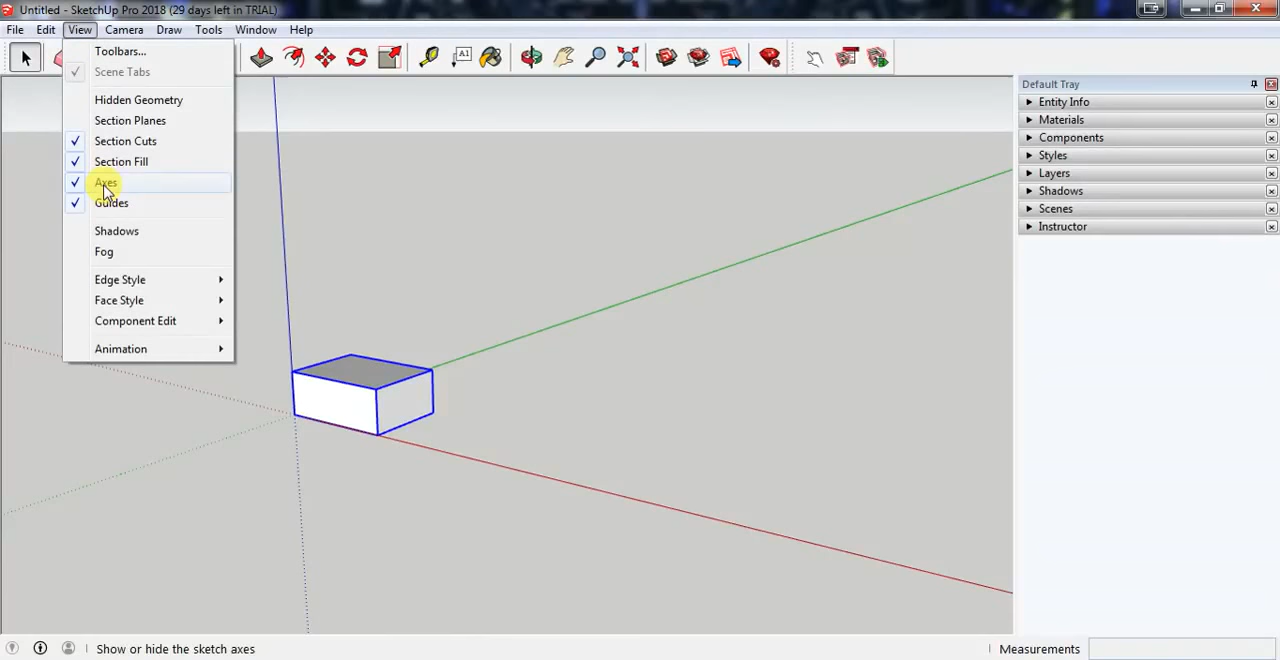 Untitled - SketchUp Pro 2018 (29 days left in TRIAL)
File Edit View Camera Draw Tools Window Help
Toolbars...
Scene Tabs
Hidden Geometry
Section Planes
Section Cuts
Section Fill
Axes
Guides
Shadows
Fog
Edge Style
Face Style
Component Edit
Animation
A1
Default Tray
Entity Info
Materials
Components
Styles
Layers
Shadows
Scenes
Instructor
Show or hide the sketch axes
Measurements